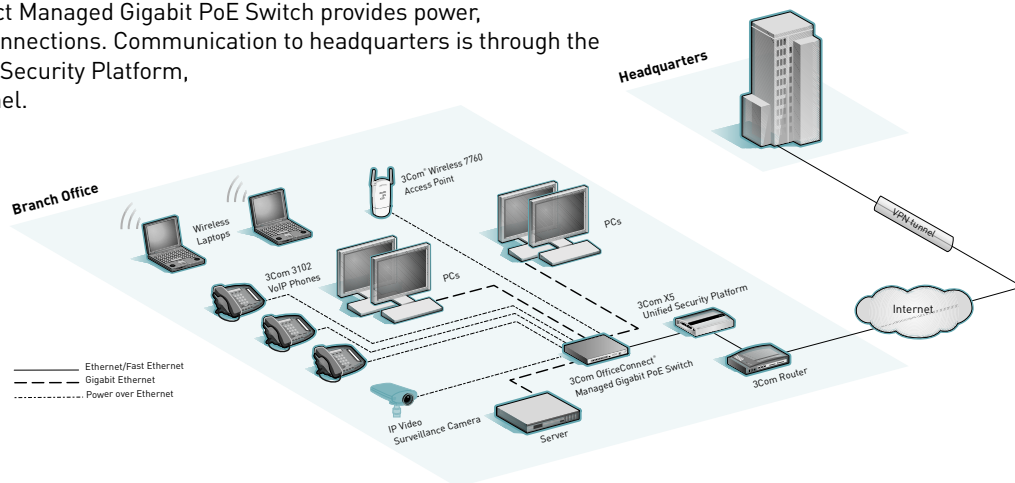 ct Managed Gigabit PoE Switch provides power,
onnections. Communication to headquarters is through the
Security Platform,
nel.
Headquarters
Branch Office
3Com® Wireless 7760
Access Point
Wireless
Laptops
PCs
VPN tunnel
3Com 3102
VoIP Phones
PCs
3Com X5
Unified Security Platform
Internet
Ethernet/Fast Ethernet
Gigabit Ethernet
Power over Ethernet
3Com OfficeConnect®
Managed Gigabit PoE Switch
3Com Router
IP Video
Surveillance Camera
Server